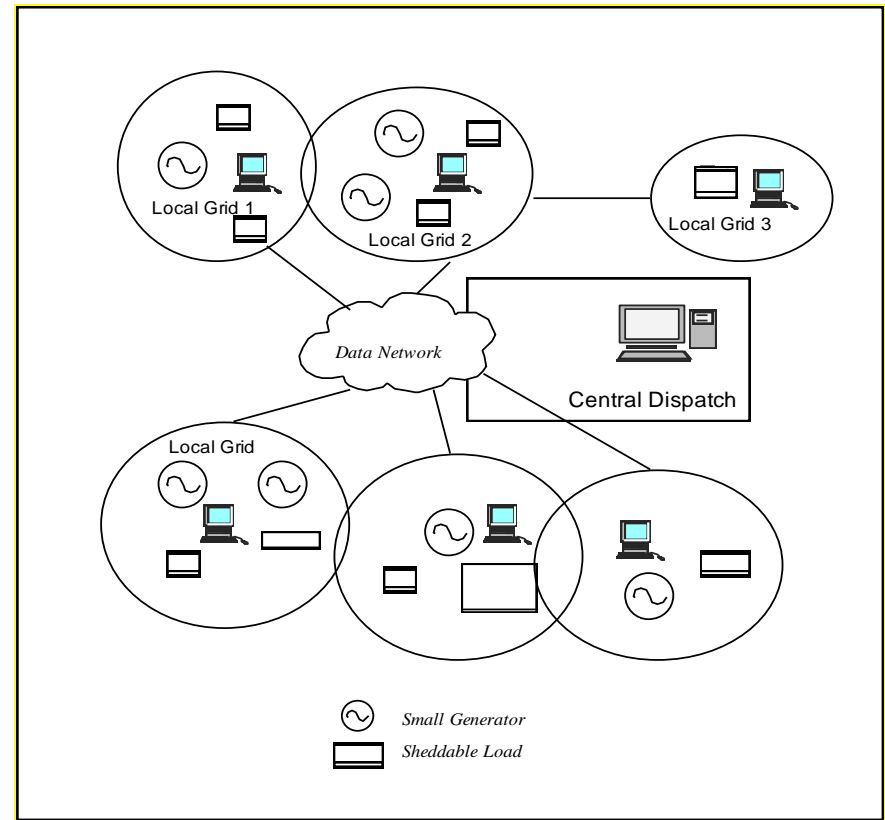 Local Grid 1
Local Grid 2
Local Grid 3
Data Network
Central Dispatch
Local Grid
Small Generator
Sheddable Load